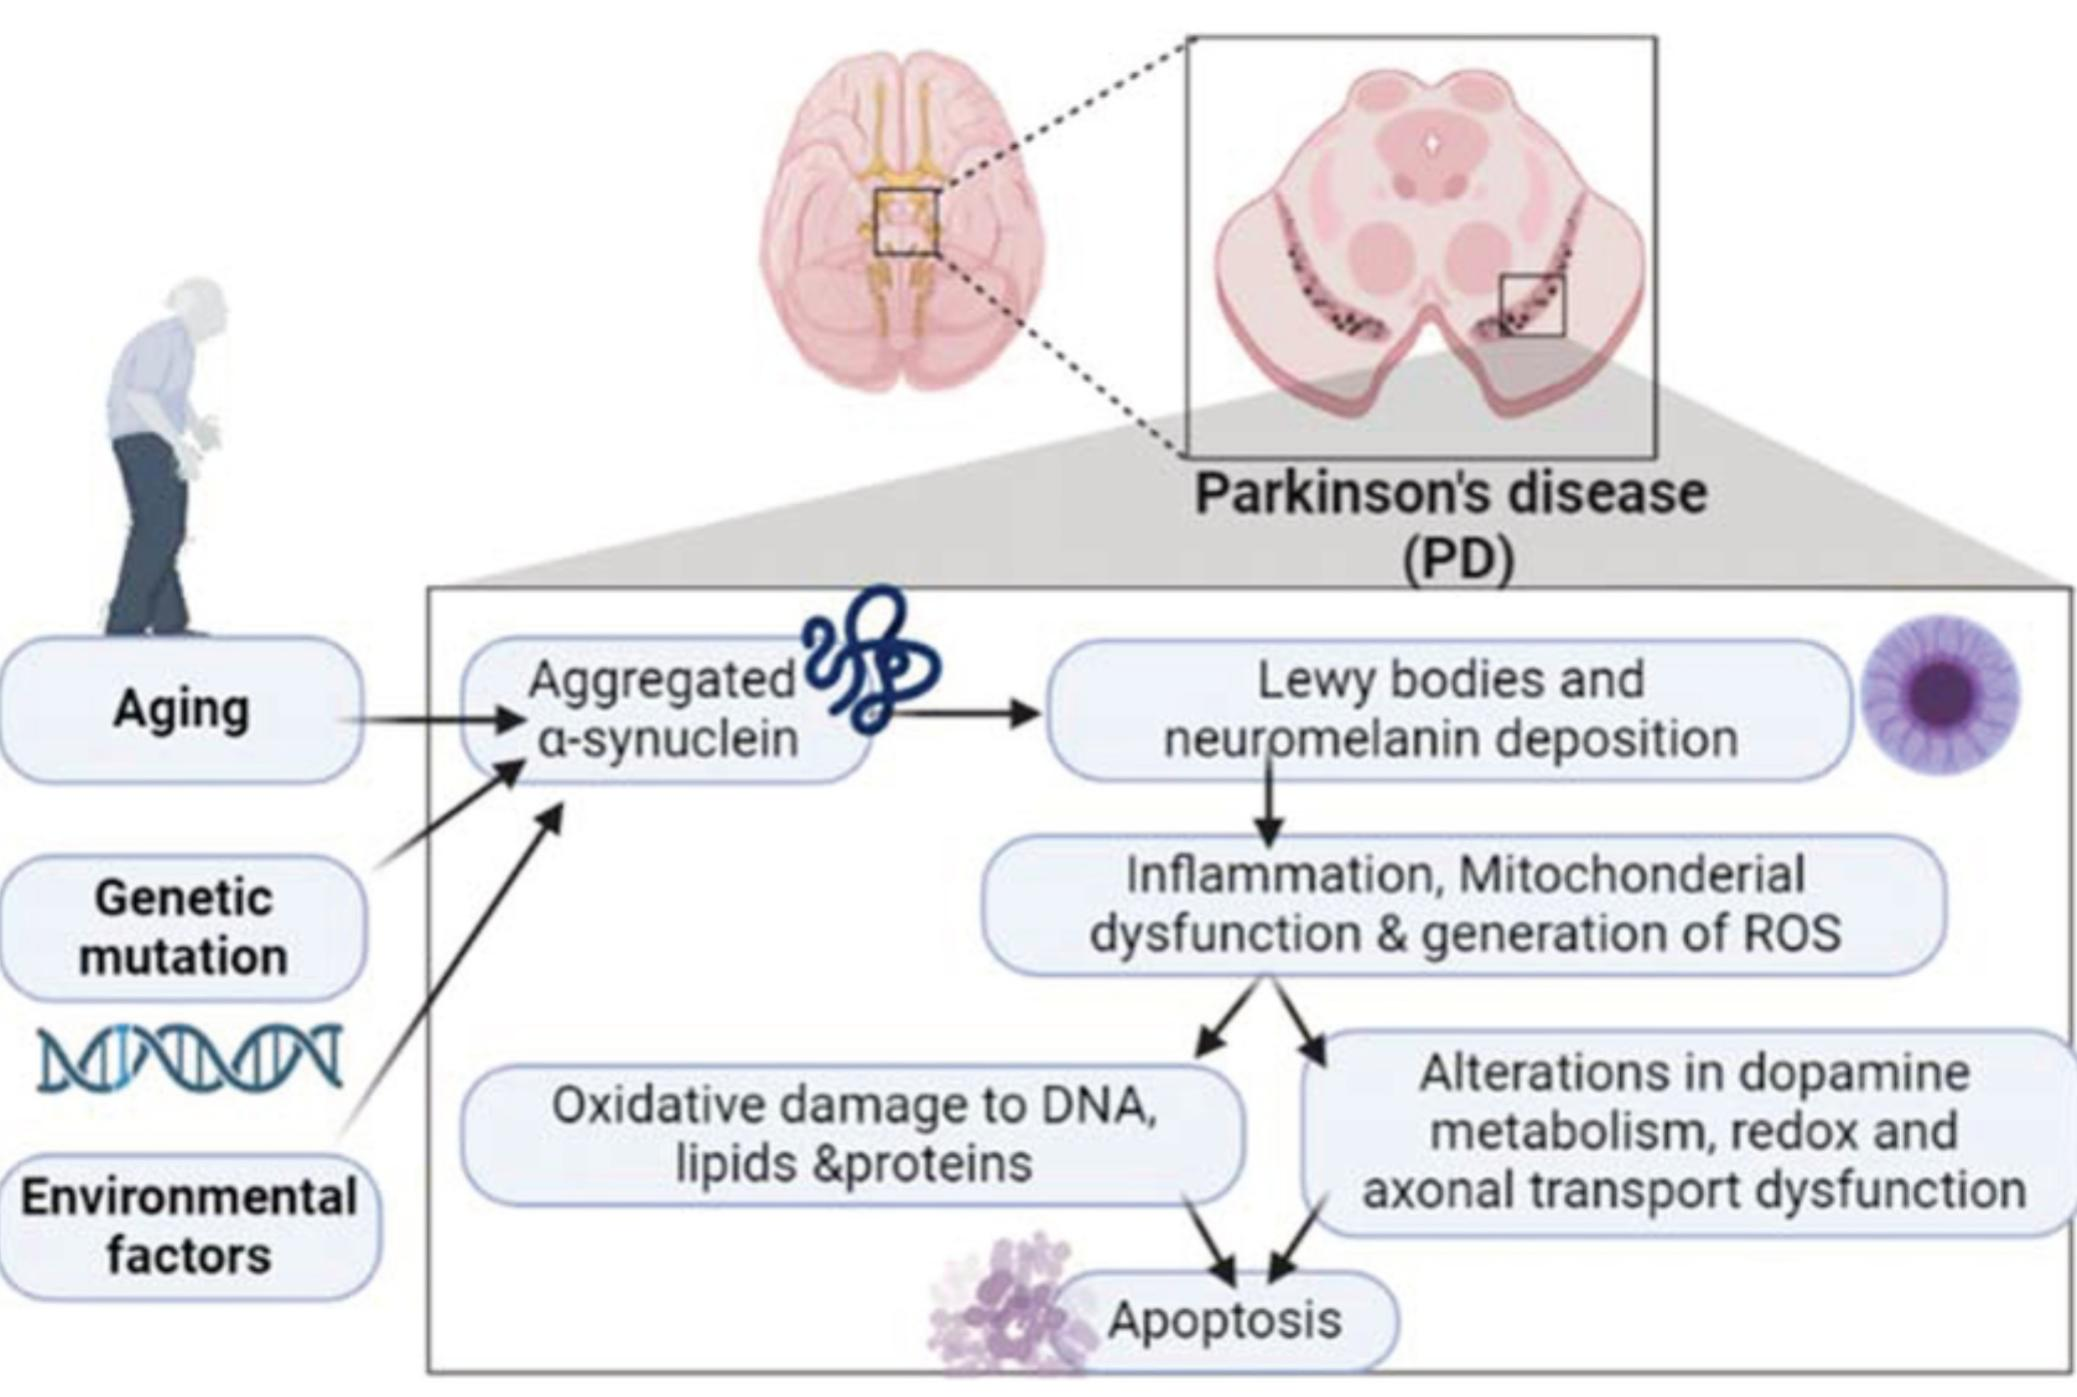 Parkinson's disease
(PD)
Aging
Aggregated
α-synuclein
Lewy bodies and
neuromelanin deposition
Genetic
mutation
Inflammation, Mitochonderial
dysfunction & generation of ROS
Environmental
factors
Oxidative damage to DNA,
lipids &proteins
Alterations in dopamine
metabolism, redox and
axonal transport dysfunction
Apoptosis